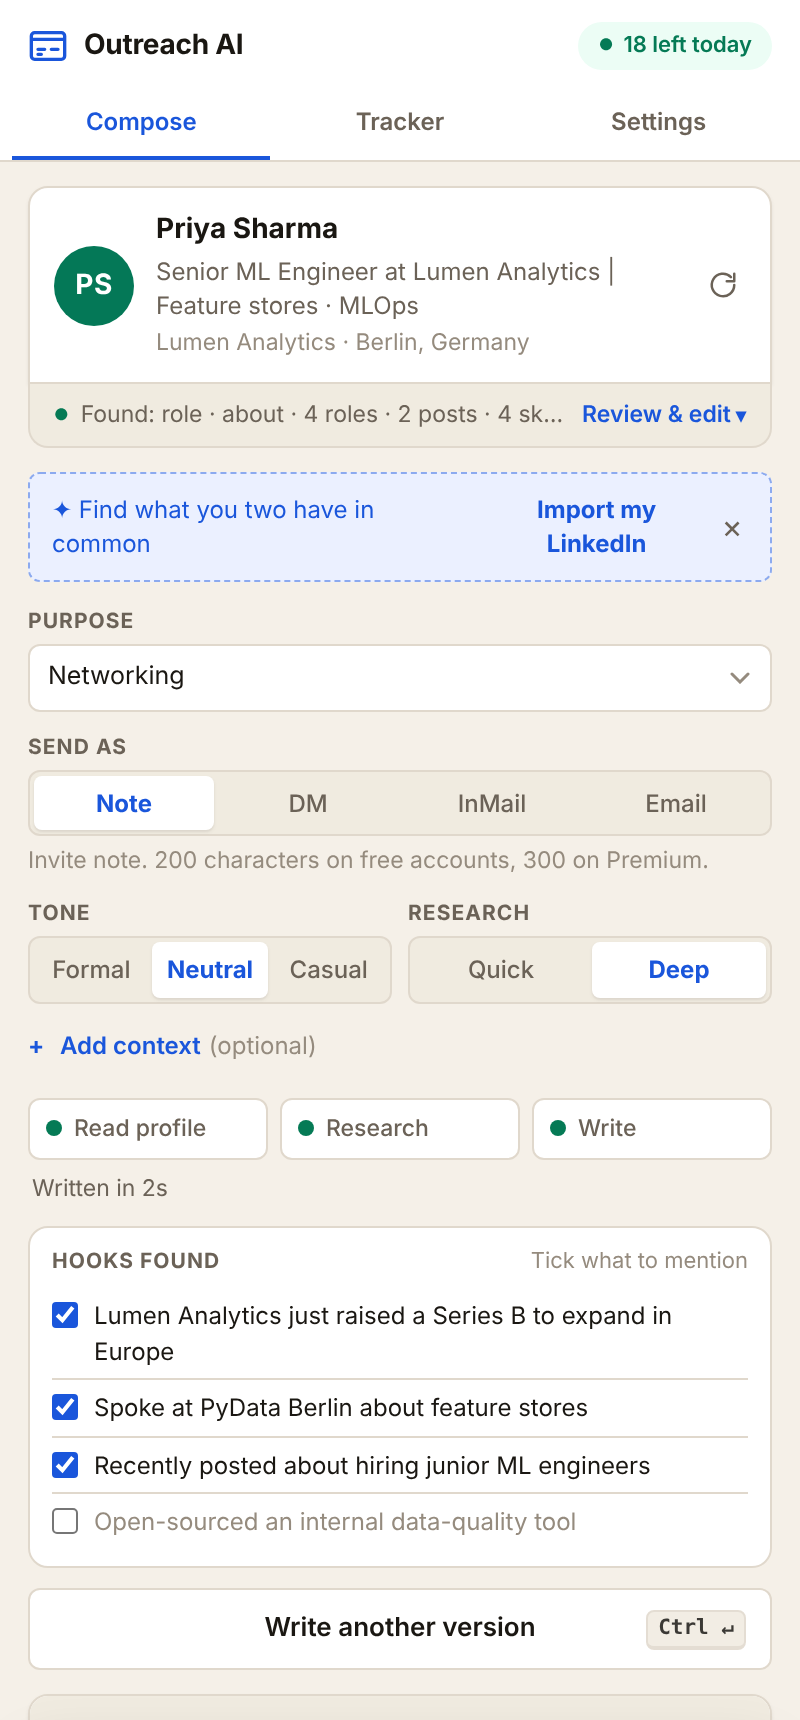 Outreach AI
18 left today
Compose
Tracker
Settings
PS
Priya Sharma
Senior ML Engineer at Lumen Analytics |
Feature stores · MLOps
Lumen Analytics · Berlin, Germany
Found: role · about · 4 roles · 2 posts · 4 sk...
Review & edit ▾
✦ Find what you two have in
common
Import my
LinkedIn
✕
PURPOSE
Networking
SEND AS
Note
DM
InMail
Email
Invite note. 200 characters on free accounts, 300 on Premium.
TONE
RESEARCH
Formal
Neutral
Casual
Quick
Deep
+ Add context (optional)
Read profile
Research
Write
Written in 2s
HOOKS FOUND
Tick what to mention
Lumen Analytics just raised a Series B to expand in
Europe
Spoke at PyData Berlin about feature stores
Recently posted about hiring junior ML engineers
Open-sourced an internal data-quality tool
Write another version
Ctrl ↵